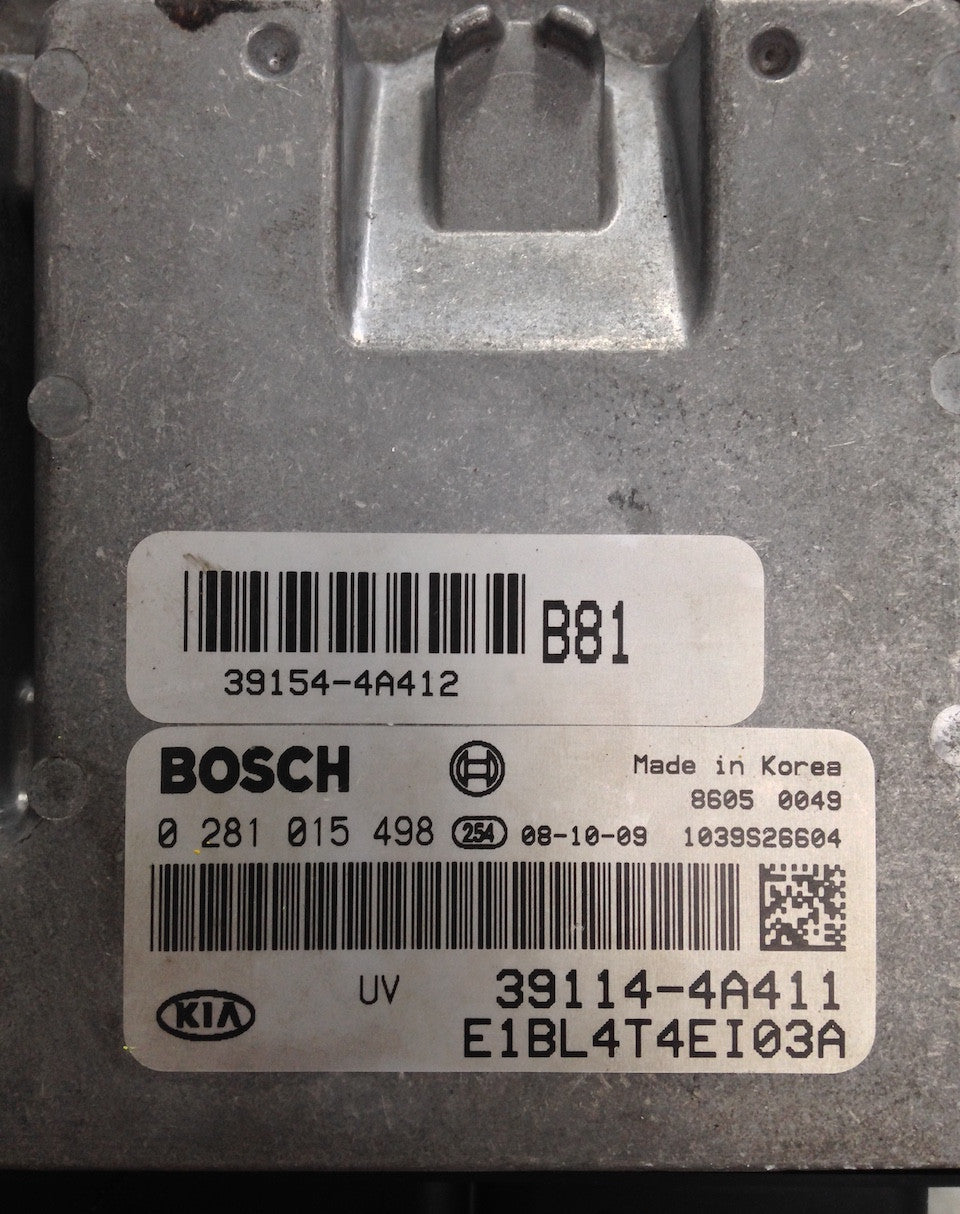 B81
39154-4A412
BOSCH
Made in Korea
8605 0049
0 281 015 498 254 08-10-09 1039S26604
UV 39114-4A411
KIA
E1BL4T4EI03A